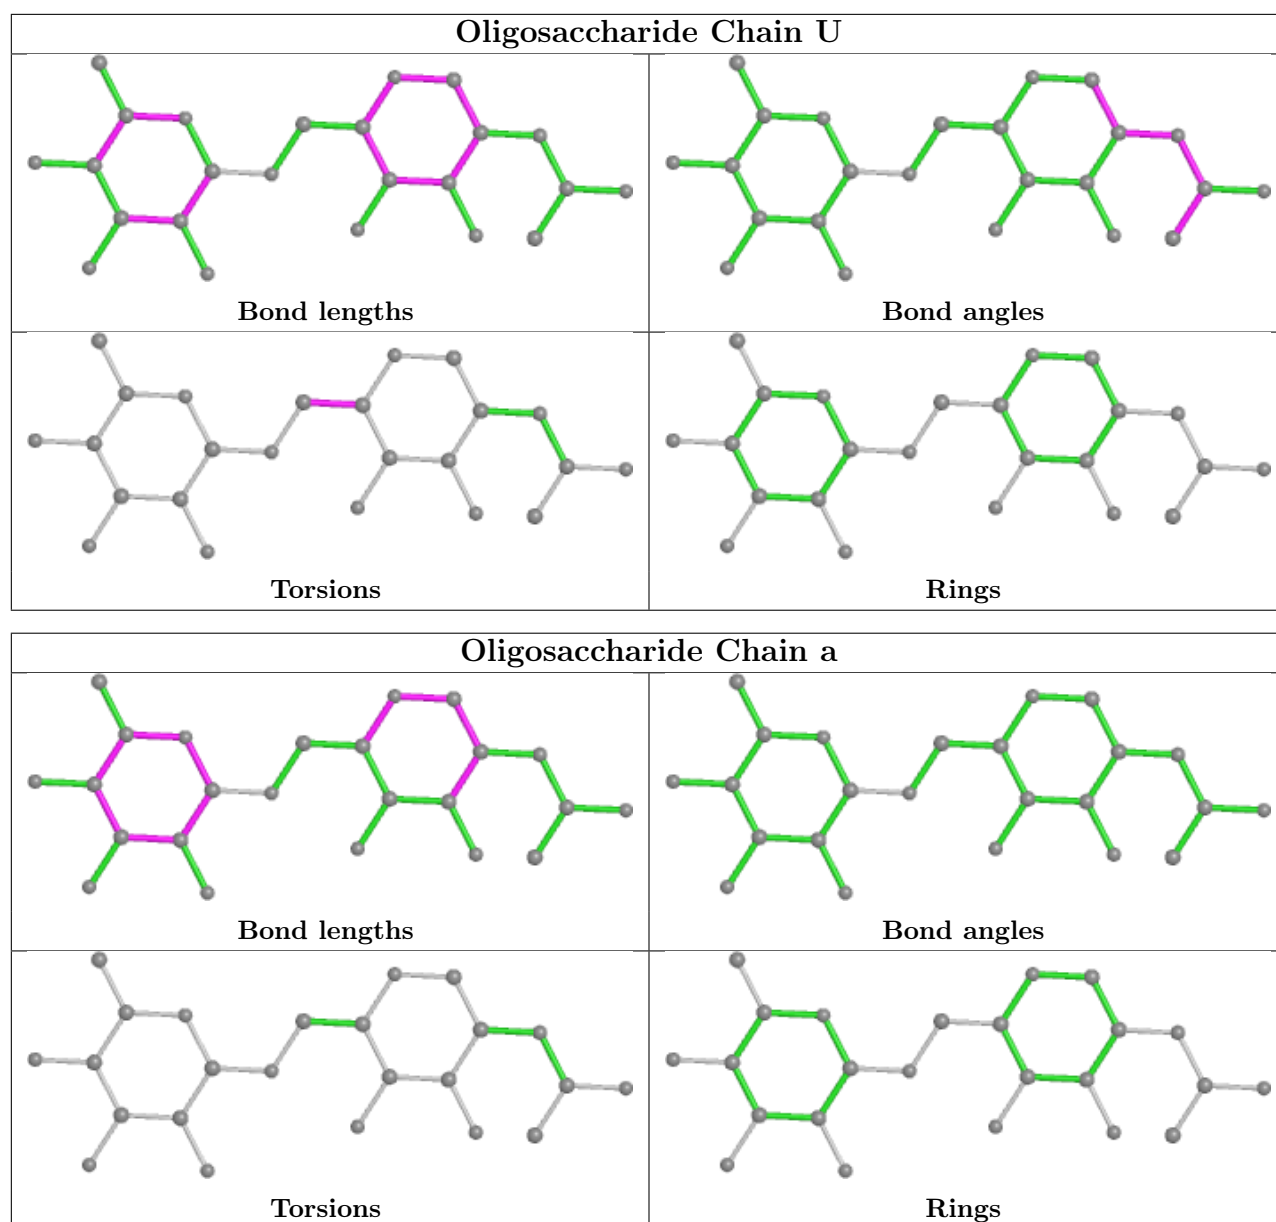 Oligosaccharide Chain U
Bond lengths
Bond angles
Torsions
Rings
Oligosaccharide Chain a
Bond lengths
Bond angles
Torsions
Rings